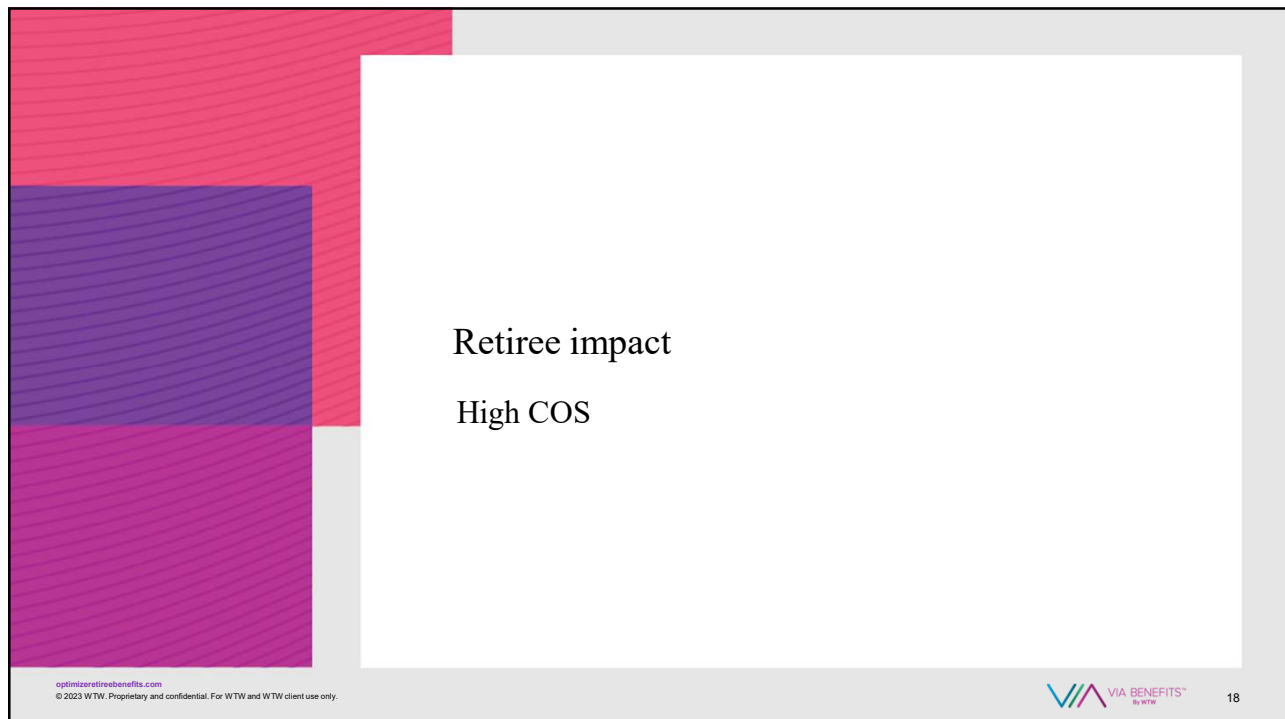 Retiree impact
High COS
optimizeretireebenefits.com
© 2023 WTW. Proprietary and confidential. For WTW and WTW client use only.
VIA BENEFITS™
By WTW
18